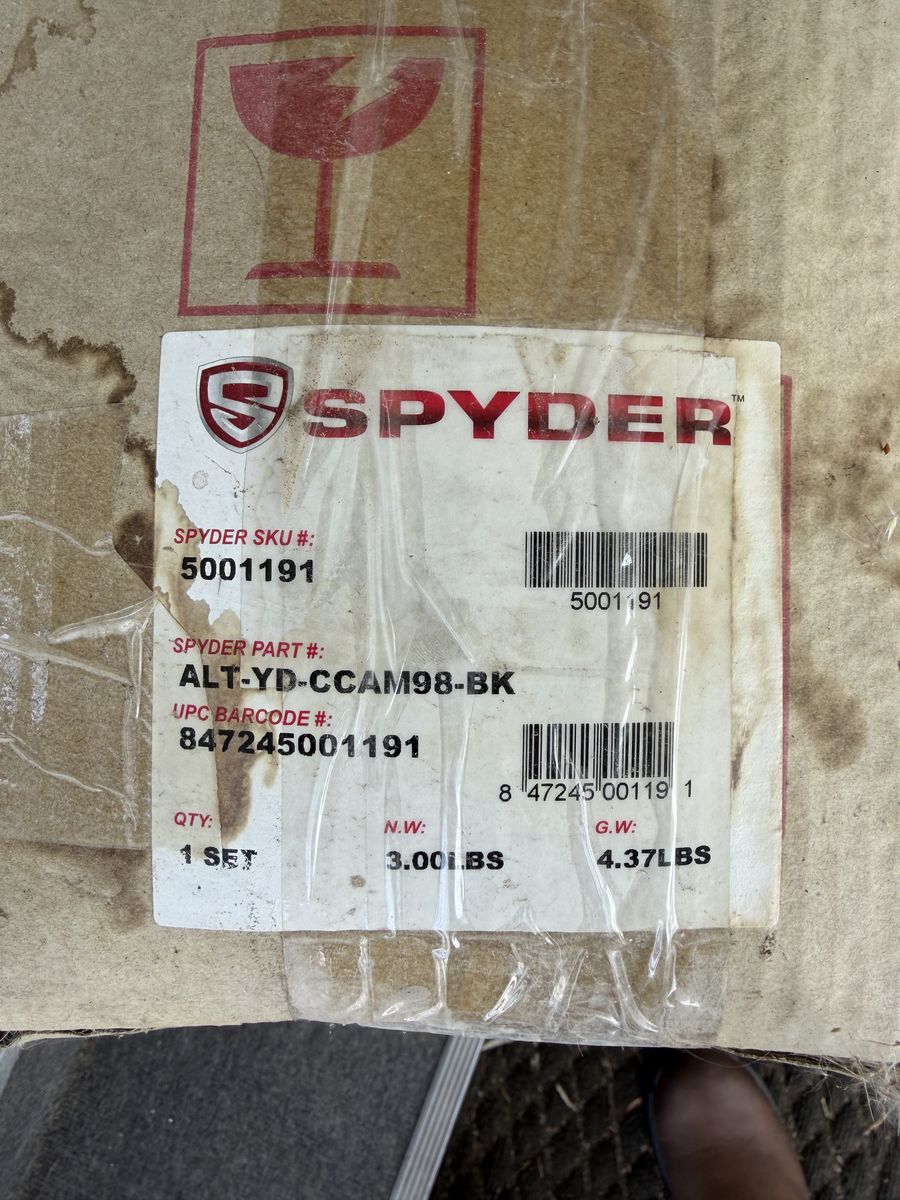 SPYDER™
SPYDER SKU #:
5001191
5001191
SPYDER PART #:
ALT-YD-CCAM98-BK
UPC BARCODE #:
847245001191
8 47245 00119 1
QTY: N.W: G.W:
1 SET 3.00LBS 4.37LBS